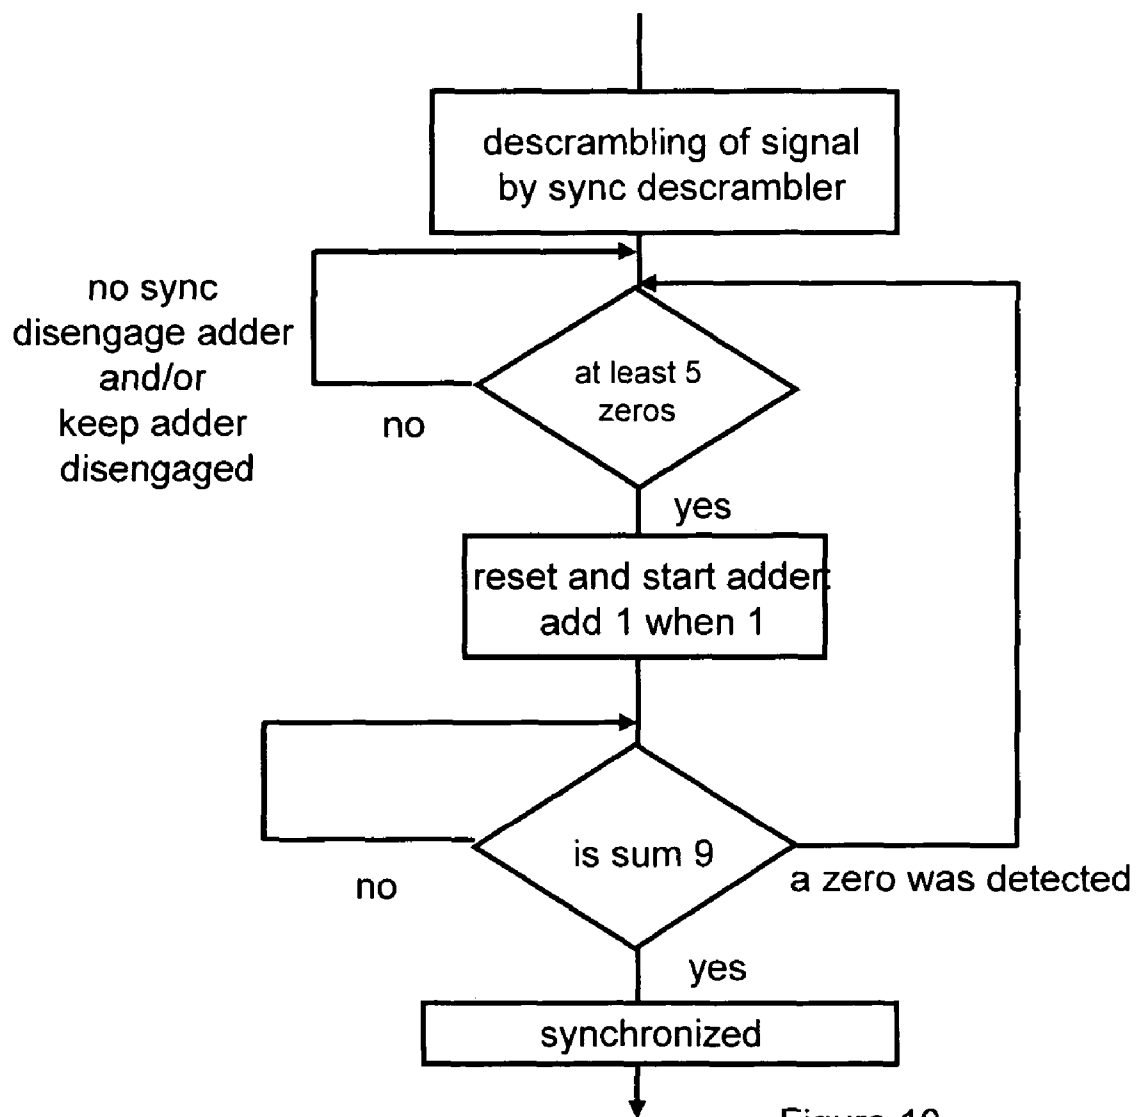 descrambling of signal
by sync descrambler
no sync
disengage adder
and/or
keep adder
disengaged
at least 5
zeros
no
yes
reset and start adder:
add 1 when 1
is sum 9
no
a zero was detected
yes
synchronized